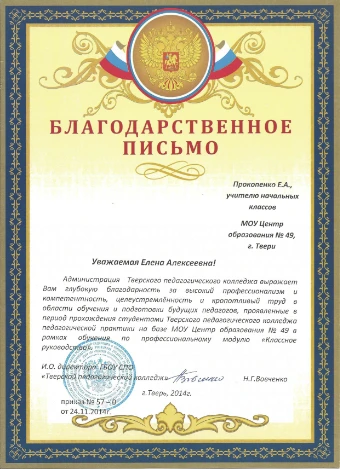 БЛАГОДАРСТВЕННОЕ
ПИСЬМО
Прокопенко Е.А.,
учителю начальных
классов
МОУ Центр
образования № 49,
г. Твери
Уважаемая Елена Алексеевна!
Администрация Тверского педагогического колледжа выражает
Вам глубокую благодарность за высокий профессионализм и
компетентность, целеустремлённость и кропотливый труд в
области обучения и подготовки будущих педагогов, проявленные в
период прохождения студентами Тверского педагогического колледжа
педагогической практики на базе МОУ Центр образования № 49 в
рамках обучения по профессиональному модулю «Классное
руководство».
И.О. директора ГБОУ СПО
«Тверской педагогический колледж» Н.Г.Вовченко
г.Тверь, 2014г.
приказ № 57 – О
от 24.11.2014г.